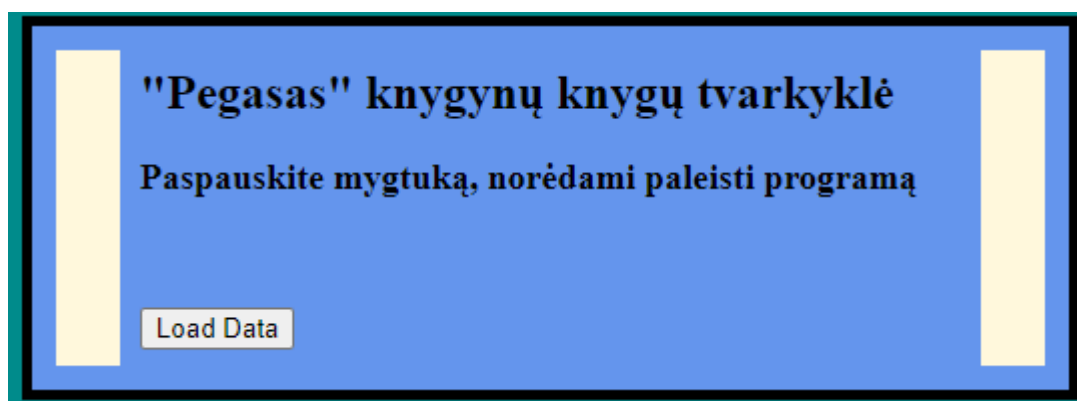 "Pegasas" knygynų knygų tvarkyklė
Paspauskite mygtuką, norėdami paleisti programą
Load Data